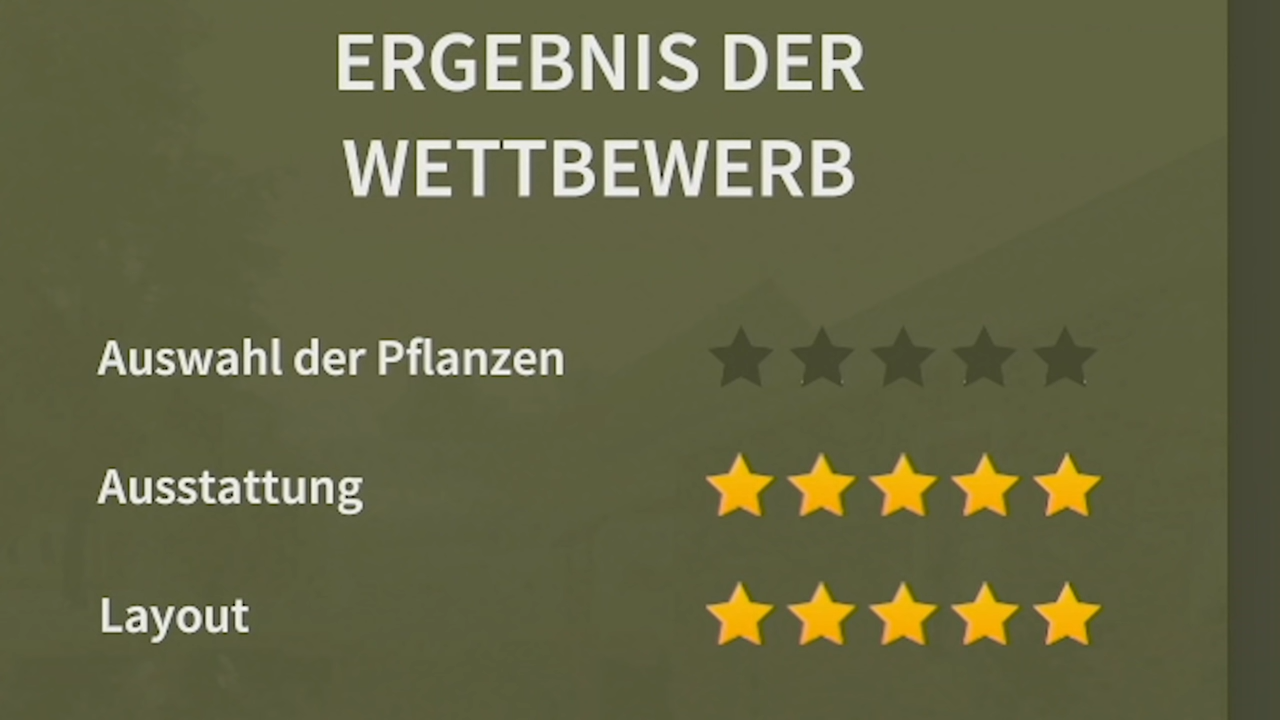 ERGEBNIS DER
WETTBEWERB
Auswahl der Pflanzen
Ausstattung
Layout